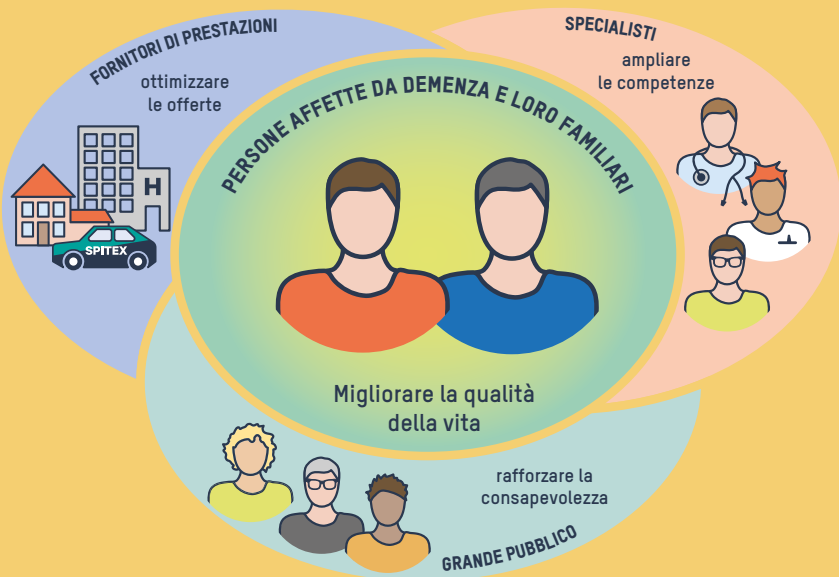 FORNITORI DI PRESTAZIONI
ottimizzare
le offerte
H
SPITEX
SPECIALISTI
ampliare
le competenze
PERSONE AFFETTE DA DEMENZA E LORO FAMILIARI
Migliorare la qualità
della vita
rafforzare la
consapevolezza
GRANDE PUBBLICO